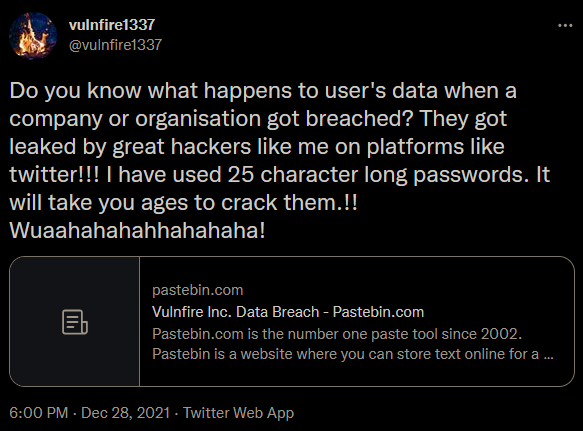 vulnfire1337
@vulnfire1337
Do you know what happens to user's data when a
company or organisation got breached? They got
leaked by great hackers like me on platforms like
twitter!!! I have used 25 character long passwords. It
will take you ages to crack them.!!
Wuaahahahahhahahaha!
pastebin.com
Vulnfire Inc. Data Breach - Pastebin.com
Pastebin.com is the number one paste tool since 2002.
Pastebin is a website where you can store text online for a ...
6:00 PM · Dec 28, 2021 · Twitter Web App